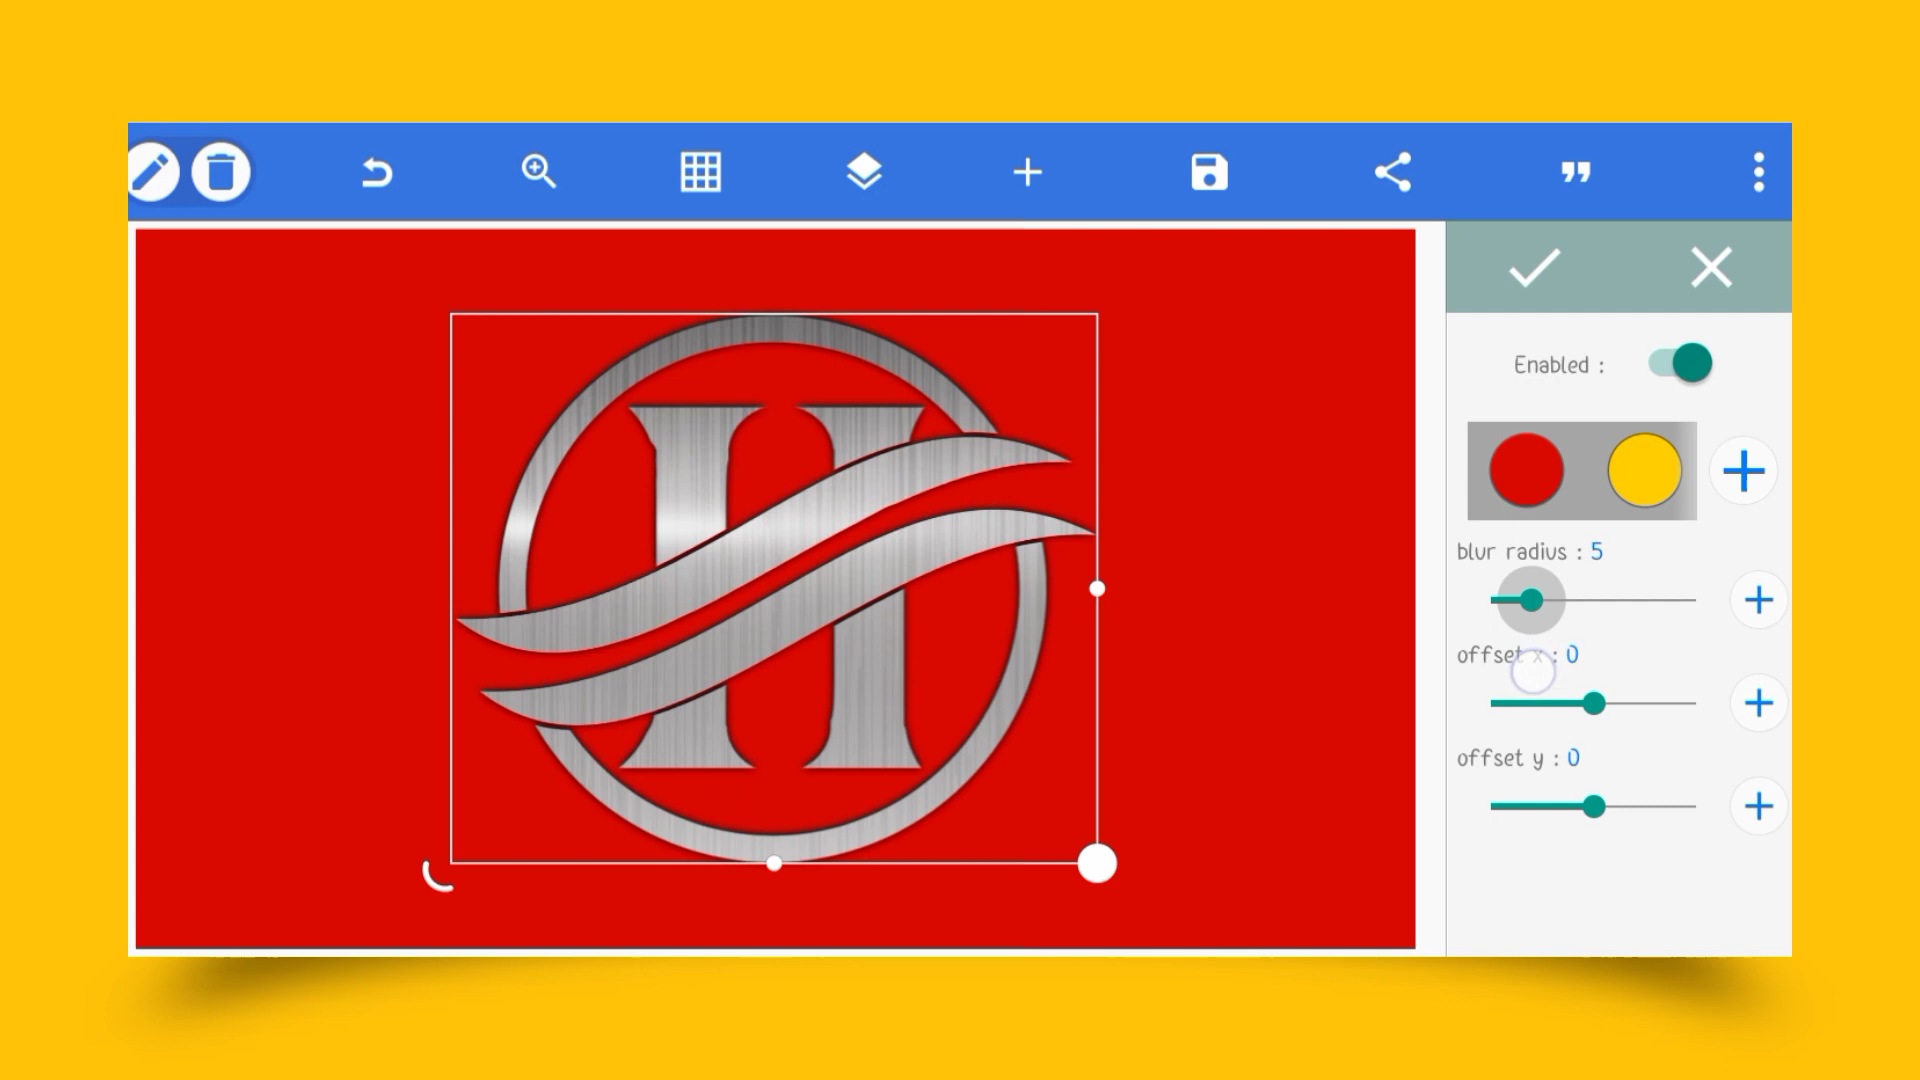 H
Enabled :
blur radius : 5
offset x : 0
offset y : 0